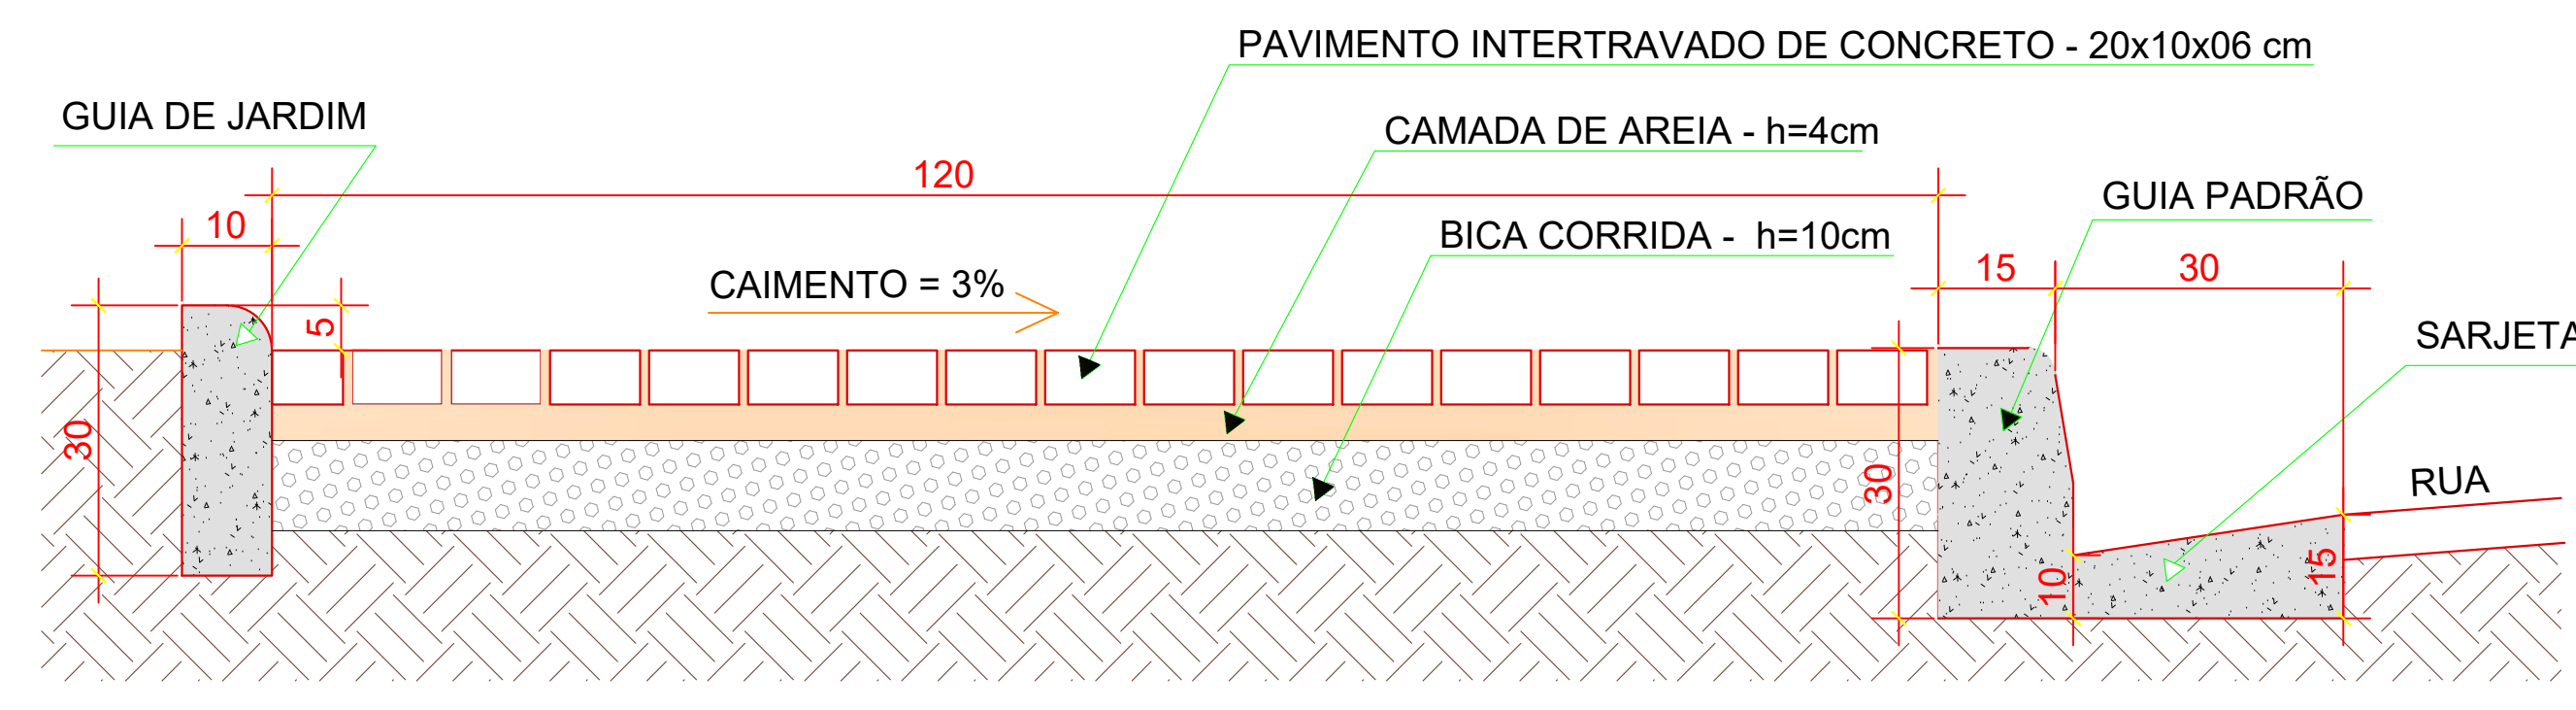 PAVIMENTO INTERTRAVADO DE CONCRETO - 20x10x06 cm
GUIA DE JARDIM
CAMADA DE AREIA - h=4cm
120
GUIA PADRÃO
10
BICA CORRIDA - h=10cm
15
30
CAIMENTO = 3%
5
SARJETA
30
30
RUA
10
15